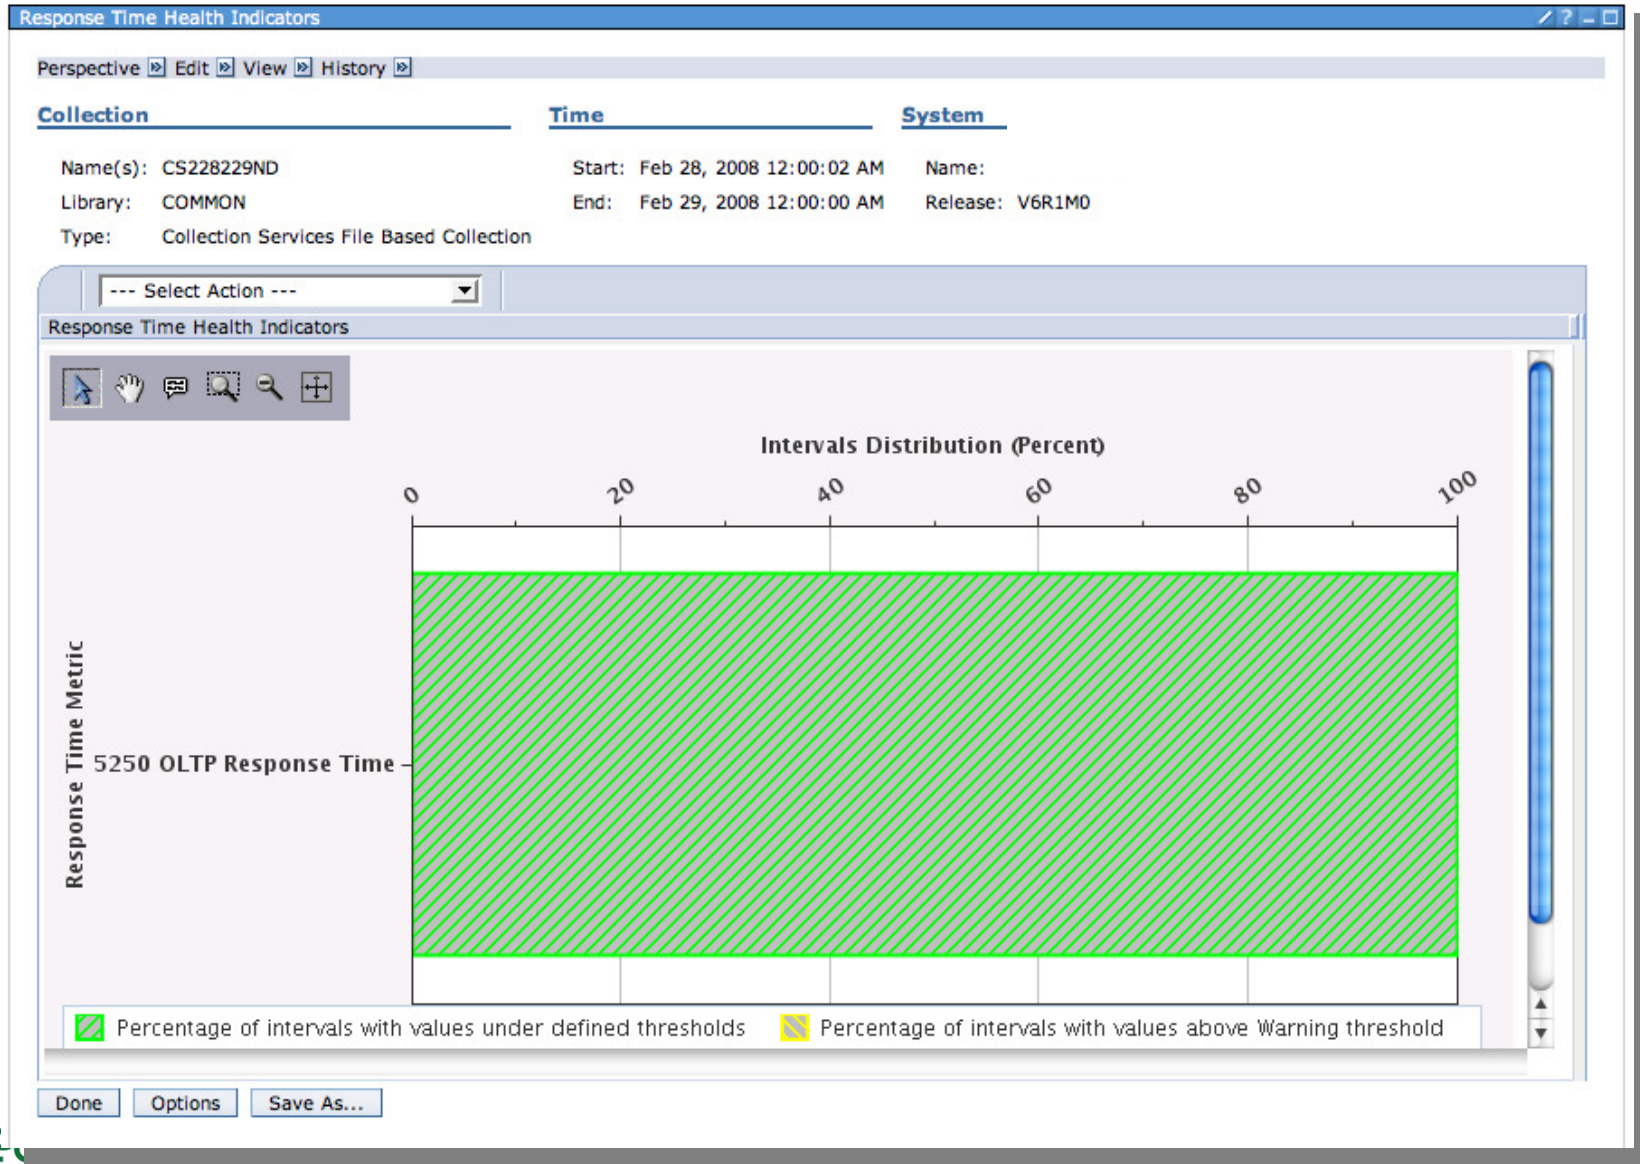 Response Time Health Indicators
Perspective Edit View History
Collection Time System
Name(s): CS228229ND Start: Feb 28, 2008 12:00:02 AM Name:
Library: COMMON End: Feb 29, 2008 12:00:00 AM Release: V6R1M0
Type: Collection Services File Based Collection
--- Select Action ---
Response Time Health Indicators
Intervals Distribution (Percent)
0 20 40 60 80 100
Response Time Metric
5250 OLTP Response Time
Percentage of intervals with values under defined thresholds Percentage of intervals with values above Warning threshold
Done Options Save As...